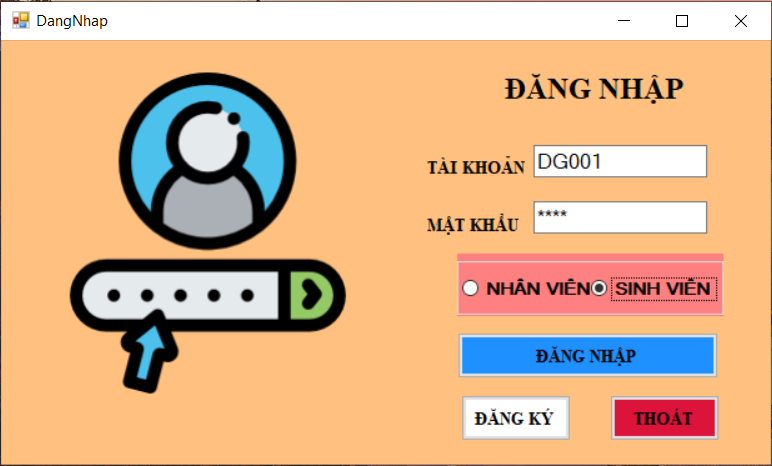 DangNhap
ĐĂNG NHẬP
TÀI KHOẢN DG001
MẬT KHẨU ****
NHÂN VIÊN SINH VIÊN
ĐĂNG NHẬP
ĐĂNG KÝ THOÁT